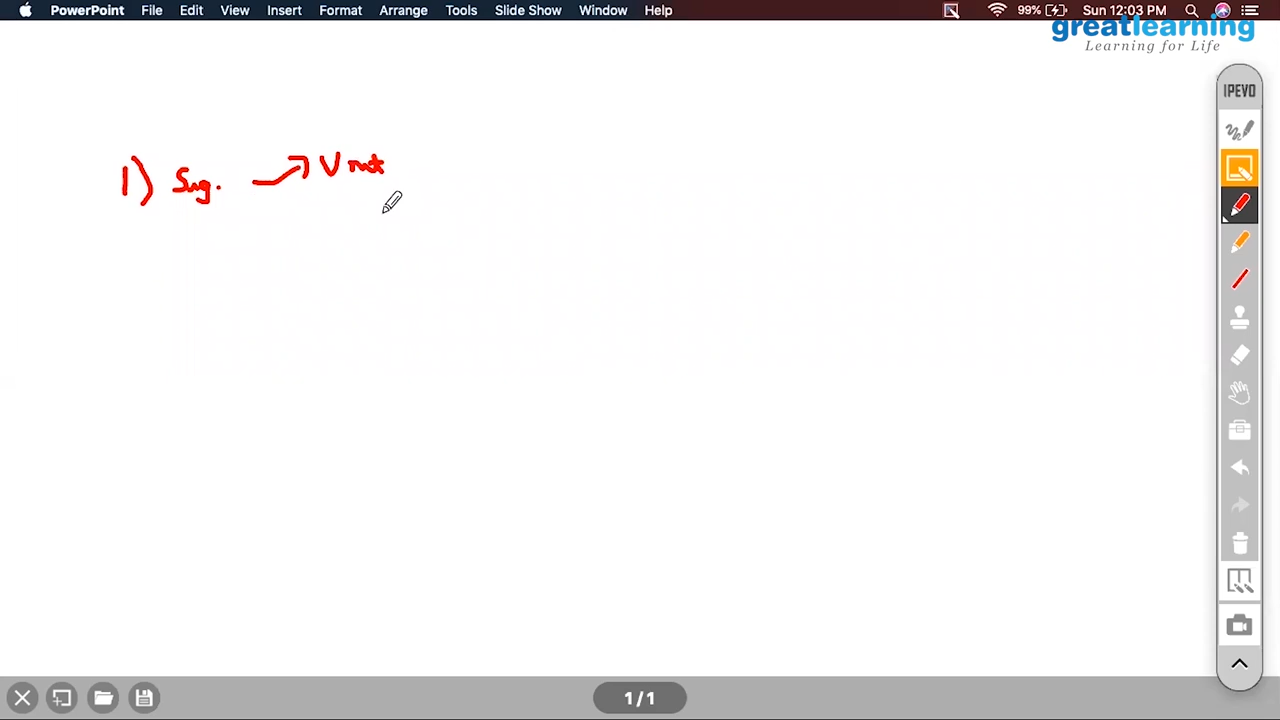 PowerPoint File Edit View Insert Format Arrange Tools Slide Show Window Help 99% Sun 12:03 PM
greatlearning
Learning for Life
IPEVO
1)
1/1